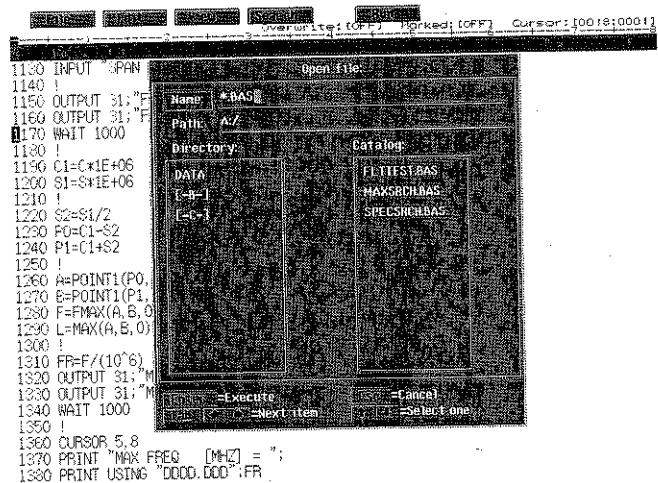 Overwrite:[OFF] Marked:[OFF] Cursor:[0018:0001]
1130 INPUT "SPAN
1140 !
1150 OUTPUT 31;"F
1160 OUTPUT 31;"F
1170 WAIT 1000
1180 !
1190 C1=C*1E+06
1200 S1=S*1E+06
1210 !
1220 S2=S1/2
1230 P0=C1-S2
1240 P1=C1+S2
1250 !
1260 A=POINT1(P0,
1270 B=POINT1(P1,
1280 F=FMAX(A,B,0
1290 L=MAX(A,B,0)
1300 !
1310 FR=F/(10^6)
1320 OUTPUT 31;"M
1330 OUTPUT 31;"M
1340 WAIT 1000
1350 !
1360 CURSOR 5,8
1370 PRINT "MAX FREQ [MHZ] = ";
1380 PRINT USING "DDDD.DDD";FR
Open file
Name: *.BAS
Path: A:/
Directory:
DATA
[-B-]
[-C-]
Catalog:
FLTTEST.BAS
MAXSRCH.BAS
=Execute
=Cancel
=Next item
=Select one